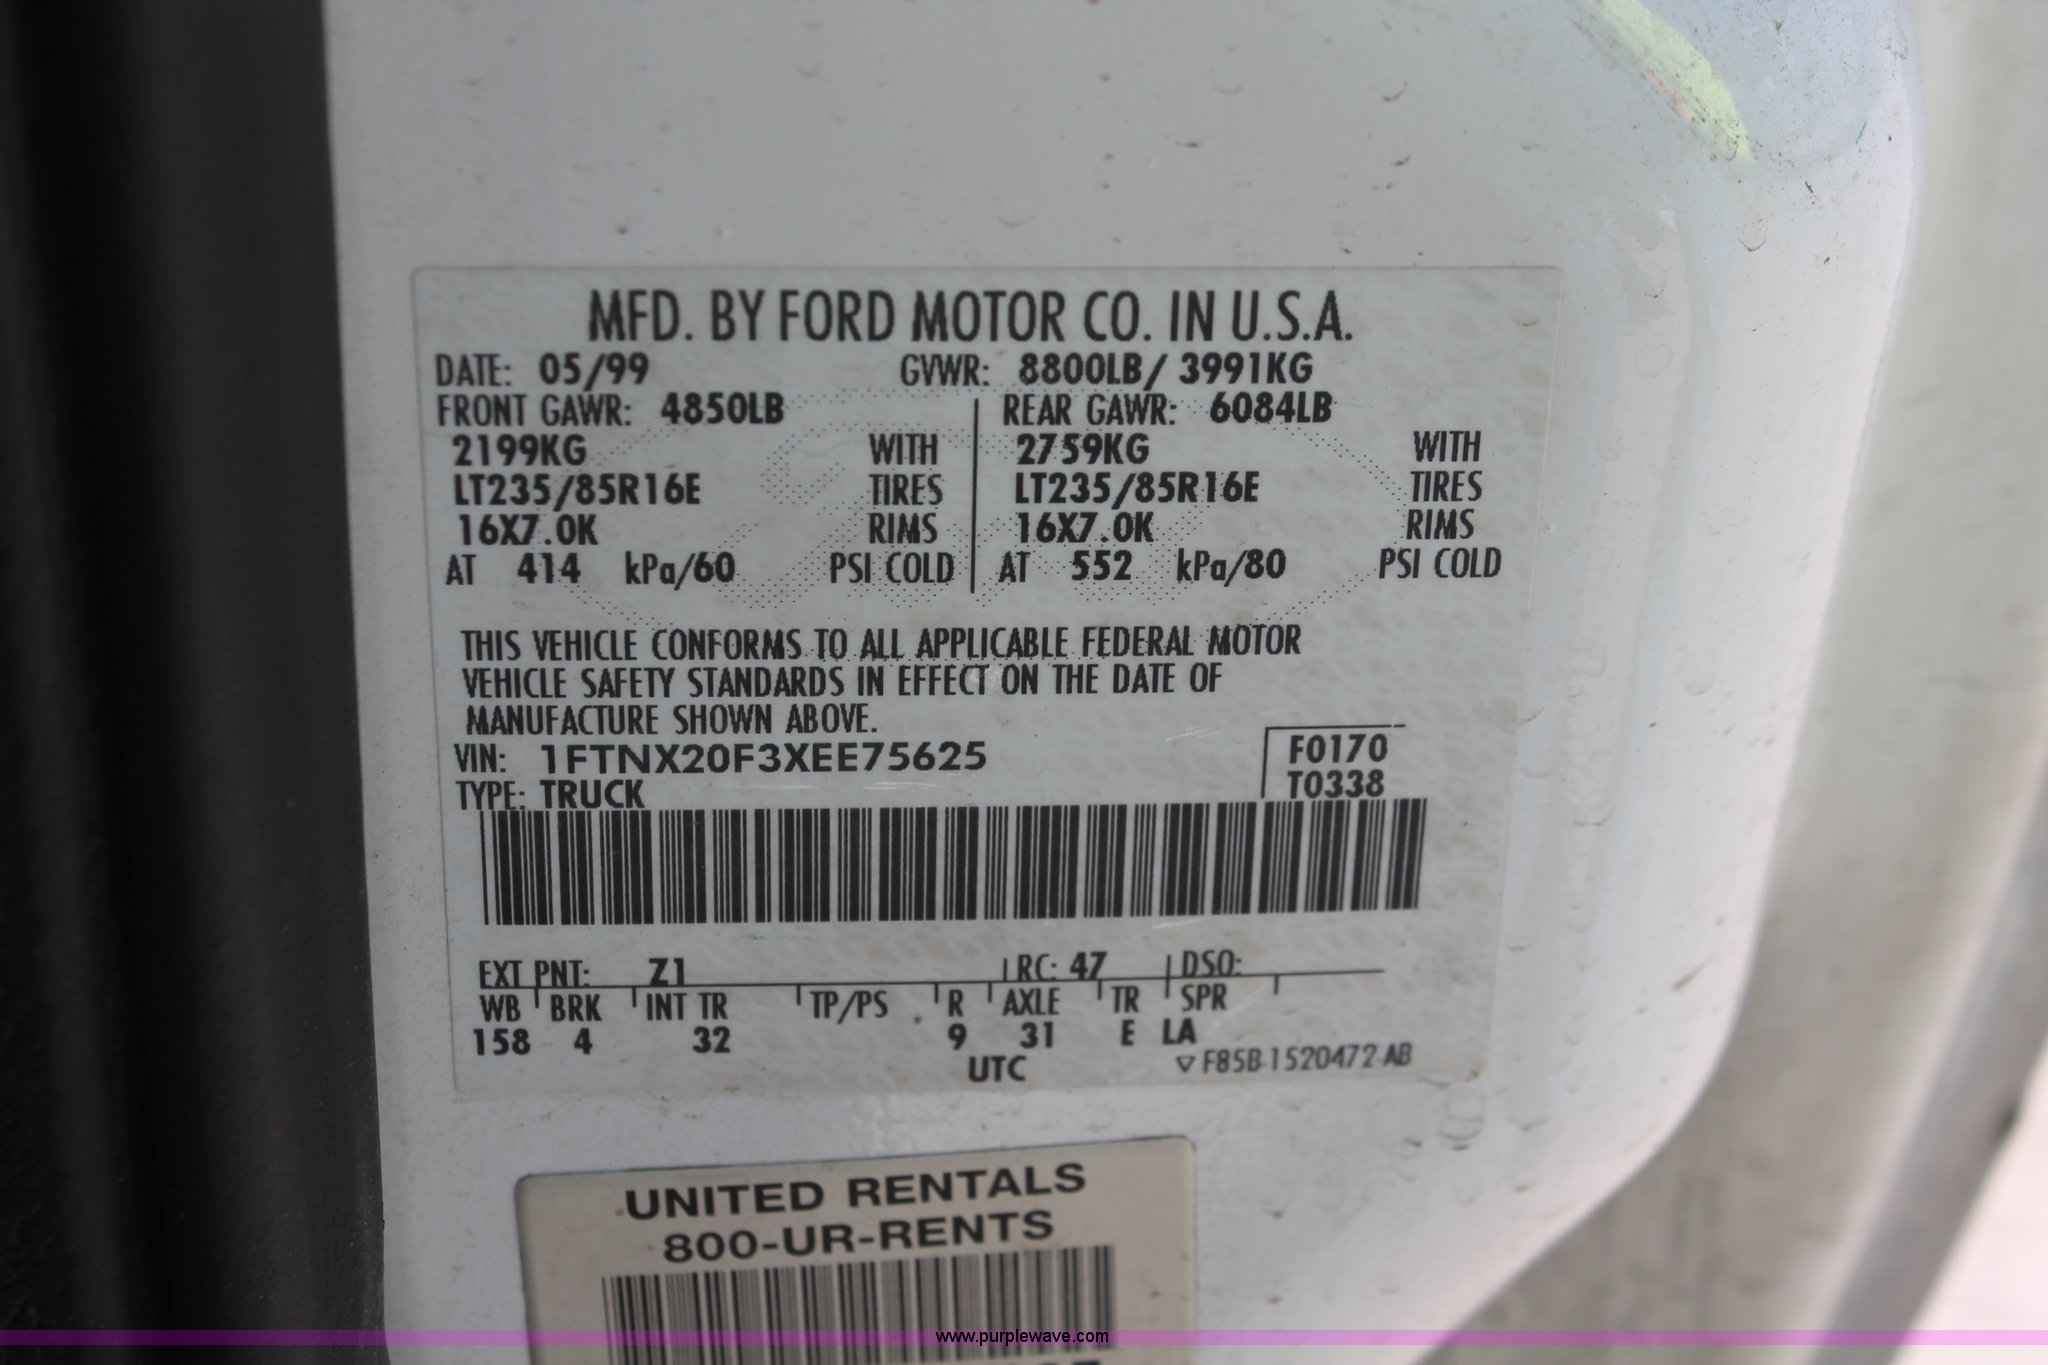 MFD. BY FORD MOTOR CO. IN U.S.A.
DATE: 05/99 GVWR: 8800LB/ 3991KG
FRONT GAWR: 4850LB REAR GAWR: 6084LB
2199KG WITH 2759KG WITH
LT235/85R16E TIRES LT235/85R16E TIRES
16X7.0K RIMS 16X7.0K RIMS
AT 414 kPa/60 PSI COLD AT 552 kPa/80 PSI COLD
THIS VEHICLE CONFORMS TO ALL APPLICABLE FEDERAL MOTOR
VEHICLE SAFETY STANDARDS IN EFFECT ON THE DATE OF
MANUFACTURE SHOWN ABOVE.
VIN: 1FTNX20F3XEE75625 F0170
TYPE: TRUCK T0338
EXT PNT: Z1 RC: 47 DSO:
WB BRK INT TR TP/PS R AXLE TR SPR
158 4 32 9 31 E LA
UTC F85B-1520472-AB
UNITED RENTALS
800-UR-RENTS
www.purplewave.com